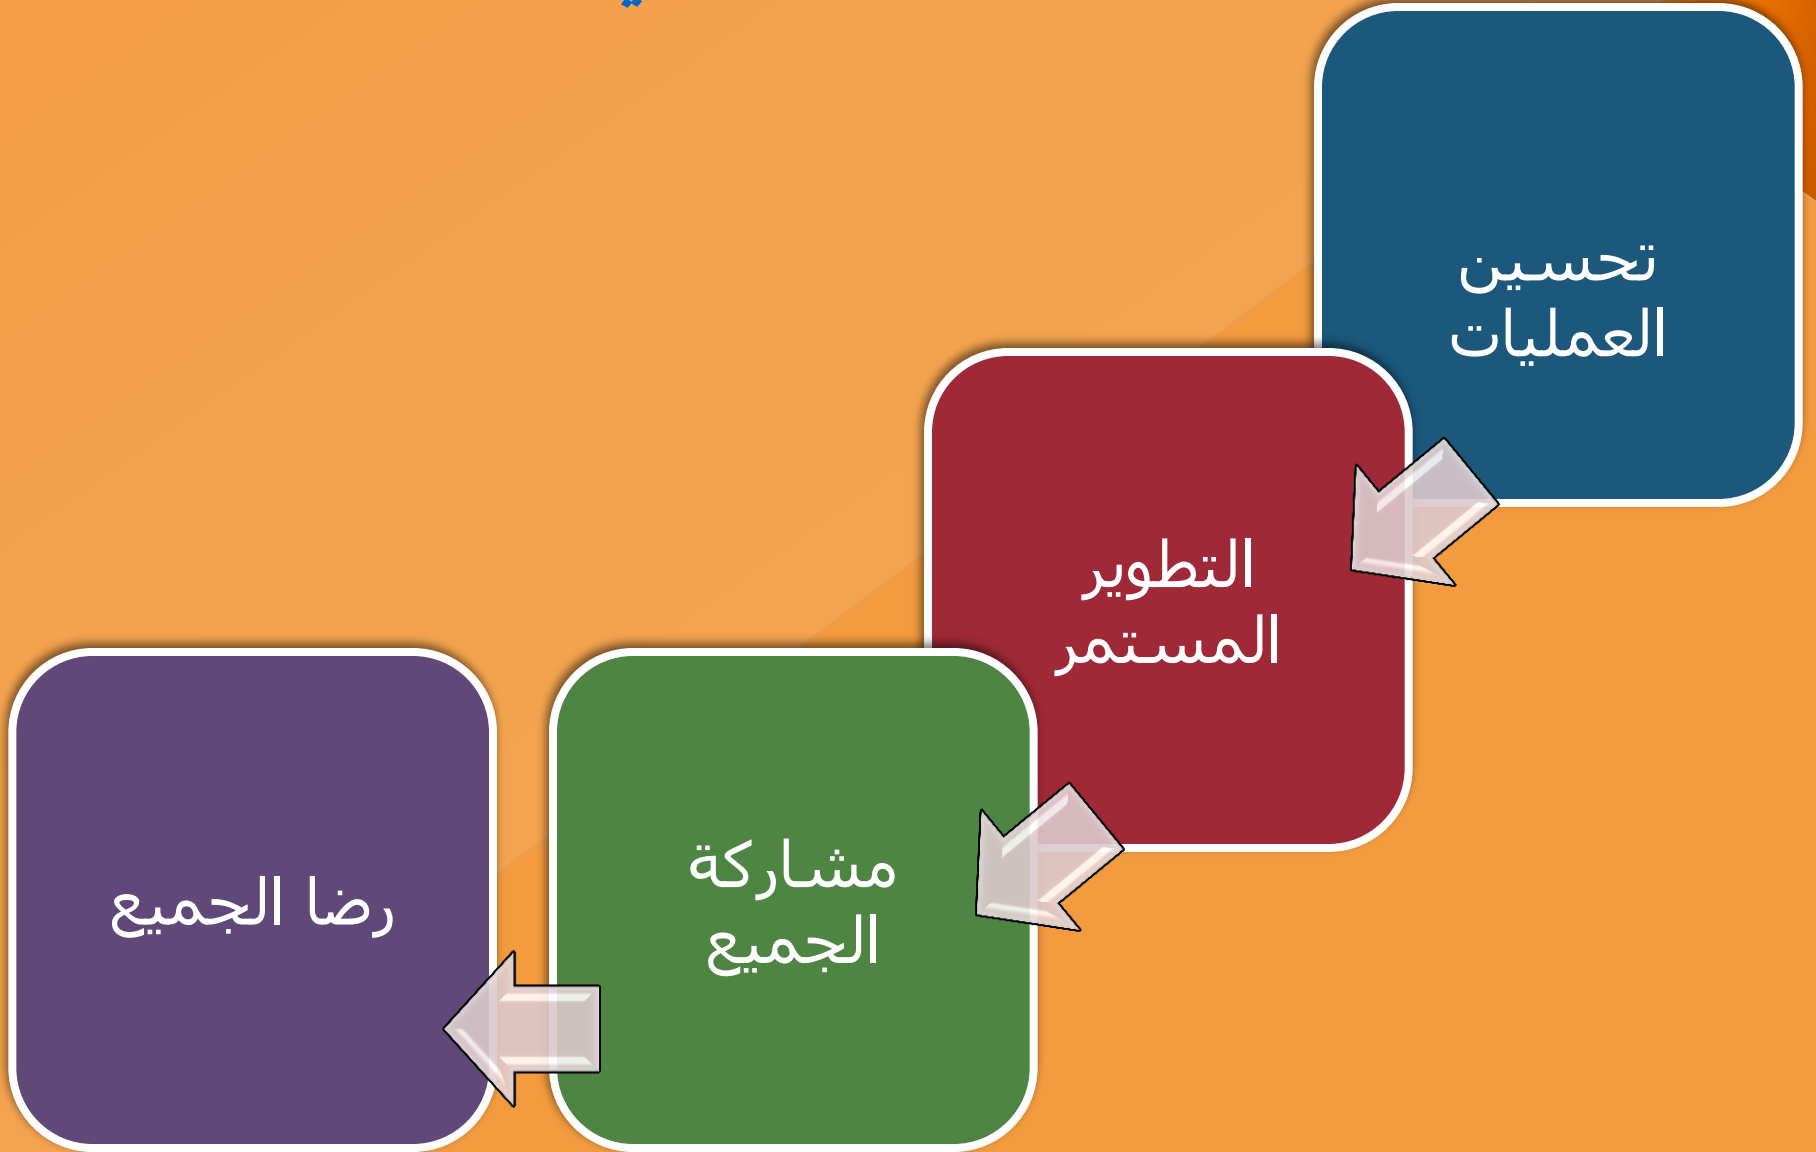 تحسين
العمليات
التطوير
المستمر
مشاركة
الجميع
رضا الجميع